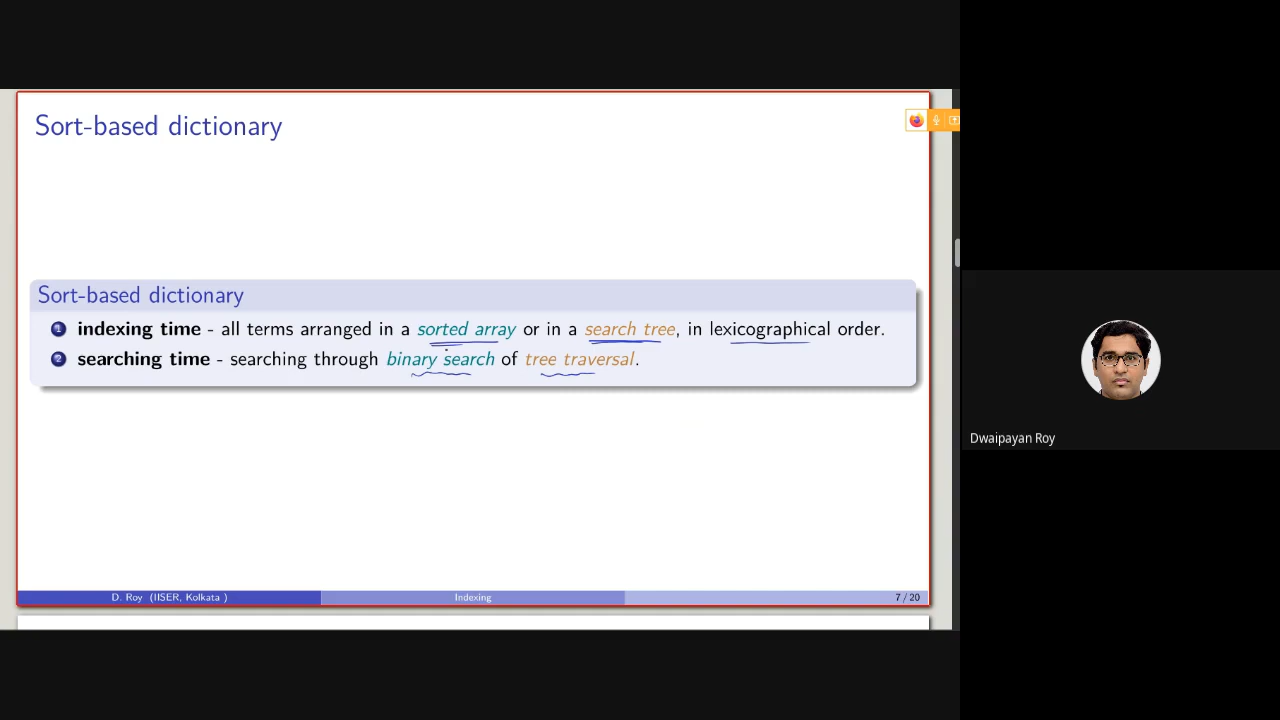 Sort-based dictionary
Sort-based dictionary
1 indexing time - all terms arranged in a sorted array or in a search tree, in lexicographical order.
2 searching time - searching through binary search of tree traversal.
Dwaipayan Roy
D. Roy (IISER, Kolkata ) Indexing 7 / 20